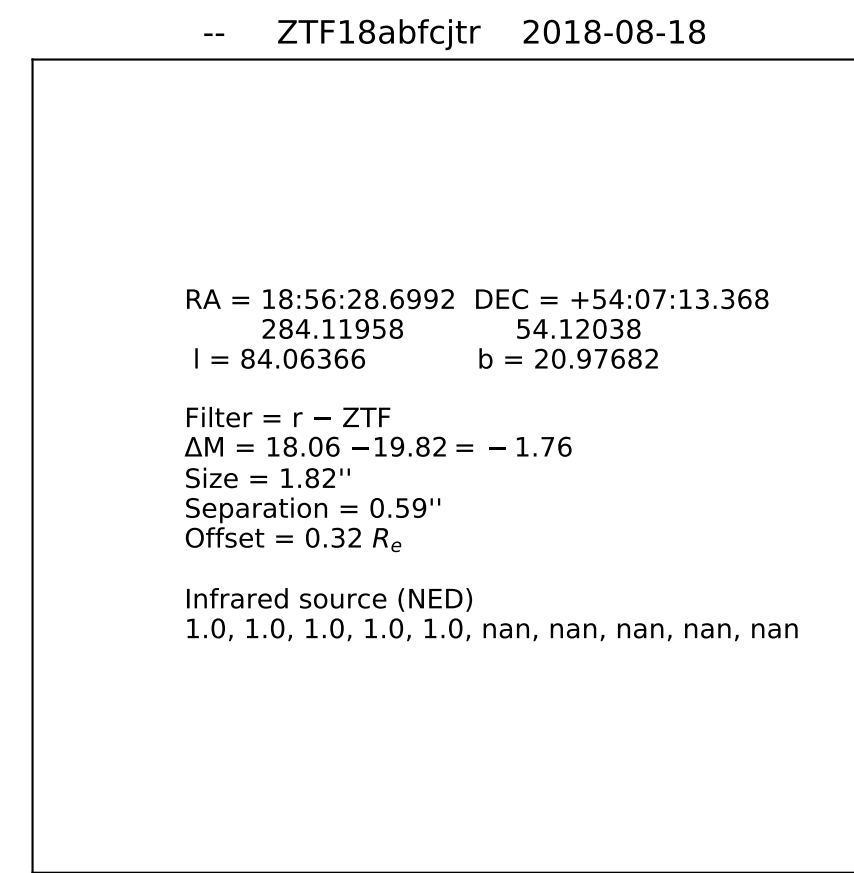 -- ZTF18abfcjtr 2018-08-18
RA = 18:56:28.6992 DEC = +54:07:13.368
284.11958 54.12038
l = 84.06366 b = 20.97682
Filter = r − ZTF
ΔM = 18.06 −19.82 = − 1.76
Size = 1.82''
Separation = 0.59''
Offset = 0.32 Re
Infrared source (NED)
1.0, 1.0, 1.0, 1.0, 1.0, nan, nan, nan, nan, nan